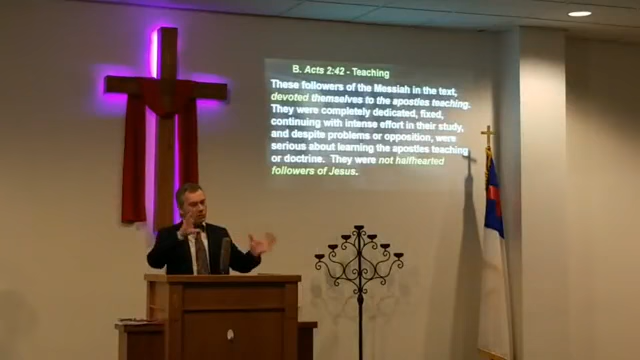 B. Acts 2:42 - Teaching
These followers of the Messiah in the text,
devoted themselves to the apostles teaching.
They were completely dedicated, fixed,
continuing with intense effort in their study,
and despite problems or opposition, were
serious about learning the apostles teaching
or doctrine. They were not halfhearted
followers of Jesus.